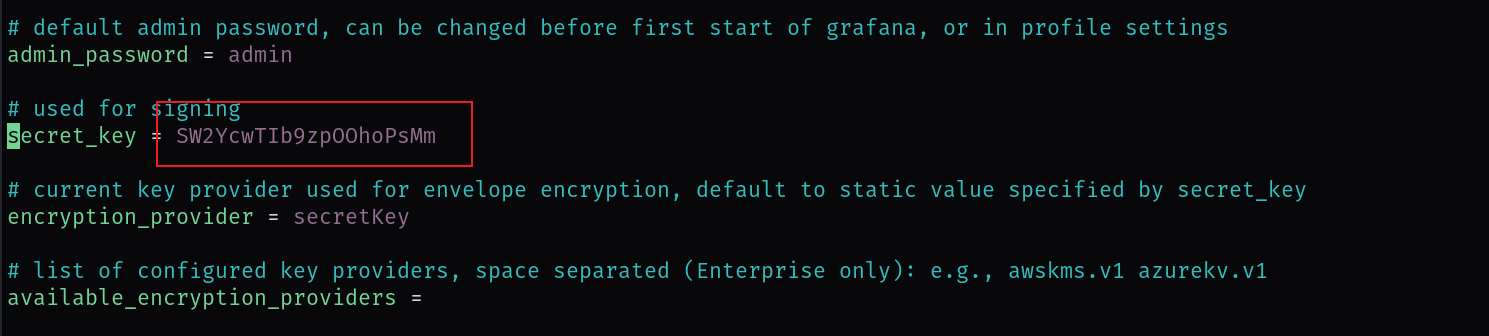 # default admin password, can be changed before first start of grafana, or in profile settings
admin_password = admin
# used for signing
secret_key = SW2YcwTIb9zpOOhoPsMm
# current key provider used for envelope encryption, default to static value specified by secret_key
encryption_provider = secretKey
# list of configured key providers, space separated (Enterprise only): e.g., awskms.v1 azurekv.v1
available_encryption_providers =